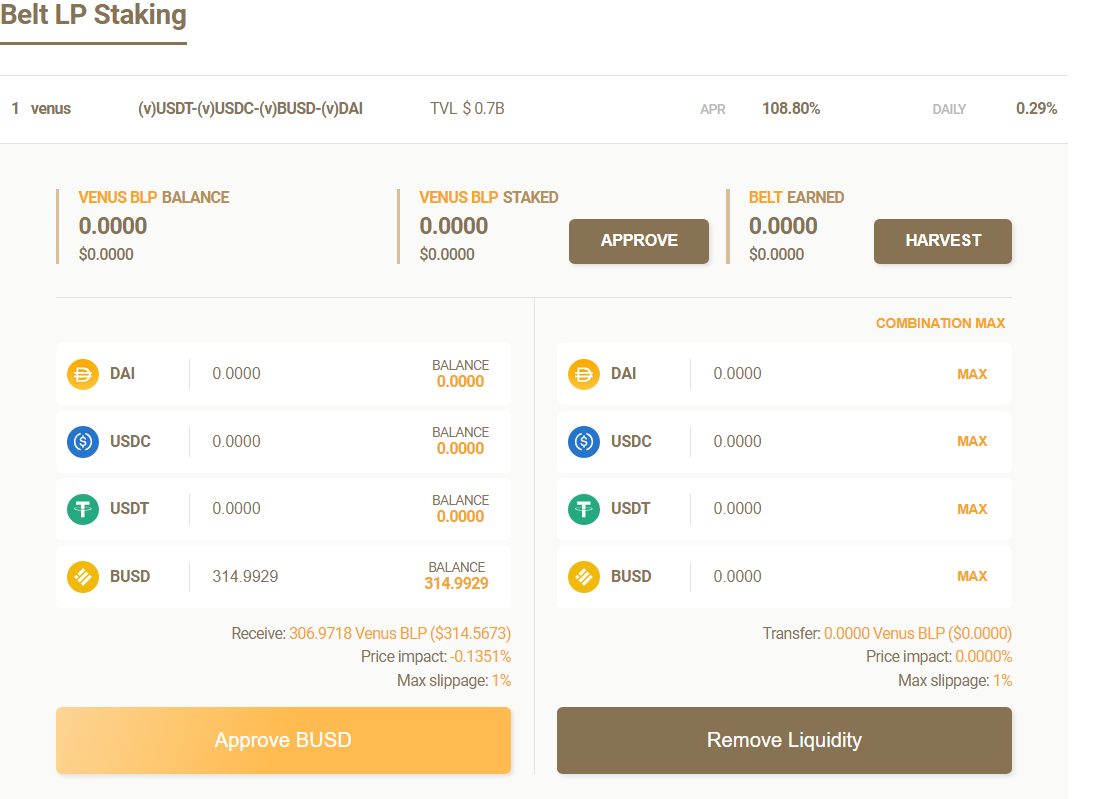 Belt LP Staking
1 venus (v)USDT-(v)USDC-(v)BUSD-(v)DAI TVL $ 0.7B APR 108.80% DAILY 0.29%
VENUS BLP BALANCE
0.0000
$0.0000
VENUS BLP STAKED
0.0000
$0.0000
APPROVE
BELT EARNED
0.0000
$0.0000
HARVEST
DAI 0.0000 BALANCE
0.0000
USDC 0.0000 BALANCE
0.0000
USDT 0.0000 BALANCE
0.0000
BUSD 314.9929 BALANCE
314.9929
Receive: 306.9718 Venus BLP ($314.5673)
Price impact: -0.1351%
Max slippage: 1%
Approve BUSD
COMBINATION MAX
DAI 0.0000 MAX
USDC 0.0000 MAX
USDT 0.0000 MAX
BUSD 0.0000 MAX
Transfer: 0.0000 Venus BLP ($0.0000)
Price impact: 0.0000%
Max slippage: 1%
Remove Liquidity